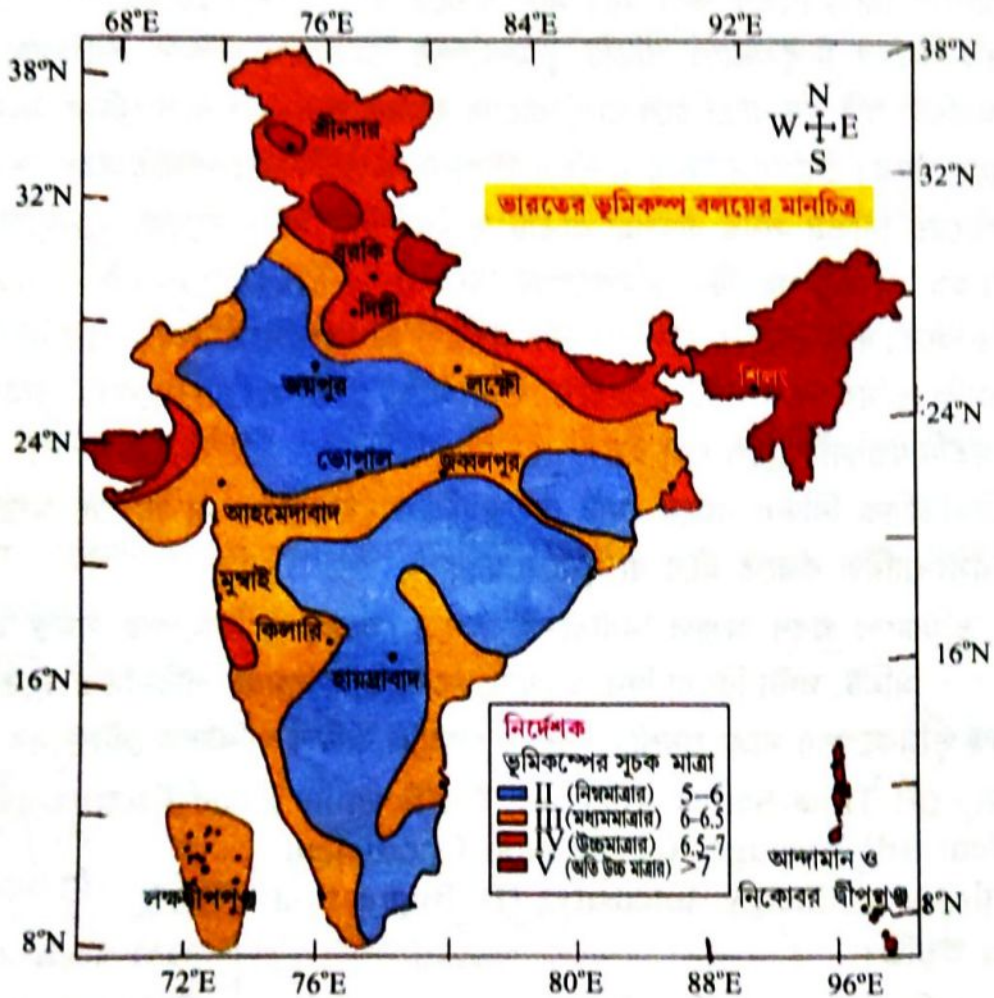 68°E 76°E 84°E 92°E
38°N 38°N
N
W E
S
শ্রীনগর
32°N 32°N
ভারতের ভূমিকম্প বলয়ের মানচিত্র
রুরকি
দিল্লী
জয়পুর
লক্ষ্ণৌ
শিলং
24°N 24°N
ভোপাল
জব্বলপুর
আহমেদাবাদ
মুম্বাই
কিলারি
16°N 16°N
হায়দ্রাবাদ
নির্দেশক
ভূমিকম্পের সূচক মাত্রা
II (নিম্নমাত্রার) 5-6
III (মধ্যমমাত্রার) 6-6.5
IV (উচ্চমাত্রার) 6.5-7
V (অতি উচ্চ মাত্রার) >7
আন্দামান ও
নিকোবর দ্বীপপুঞ্জ
লক্ষদ্বীপপুঞ্জ
8°N 8°N
72°E 76°E 80°E 88°E 96°E